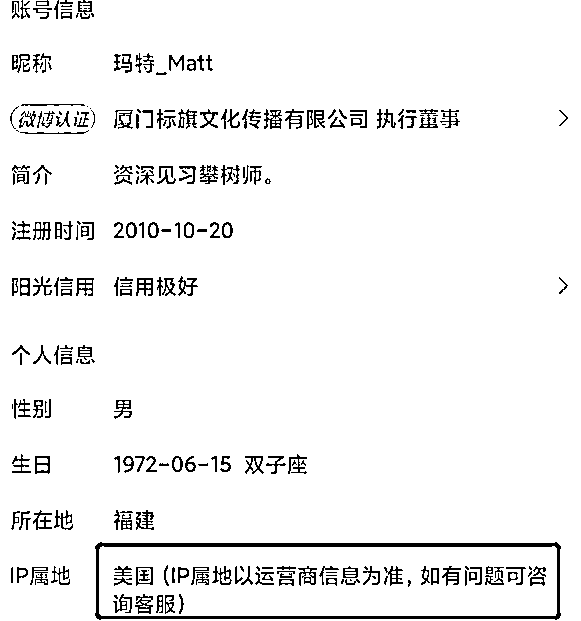 账号信息
昵称 玛特_Matt
微博认证 厦门标旗文化传播有限公司 执行董事
简介 资深见习攀树师。
注册时间 2010-10-20
阳光信用 信用极好
个人信息
性别 男
生日 1972-06-15 双子座
所在地 福建
IP属地 美国（IP属地以运营商信息为准，如有问题可咨
询客服）